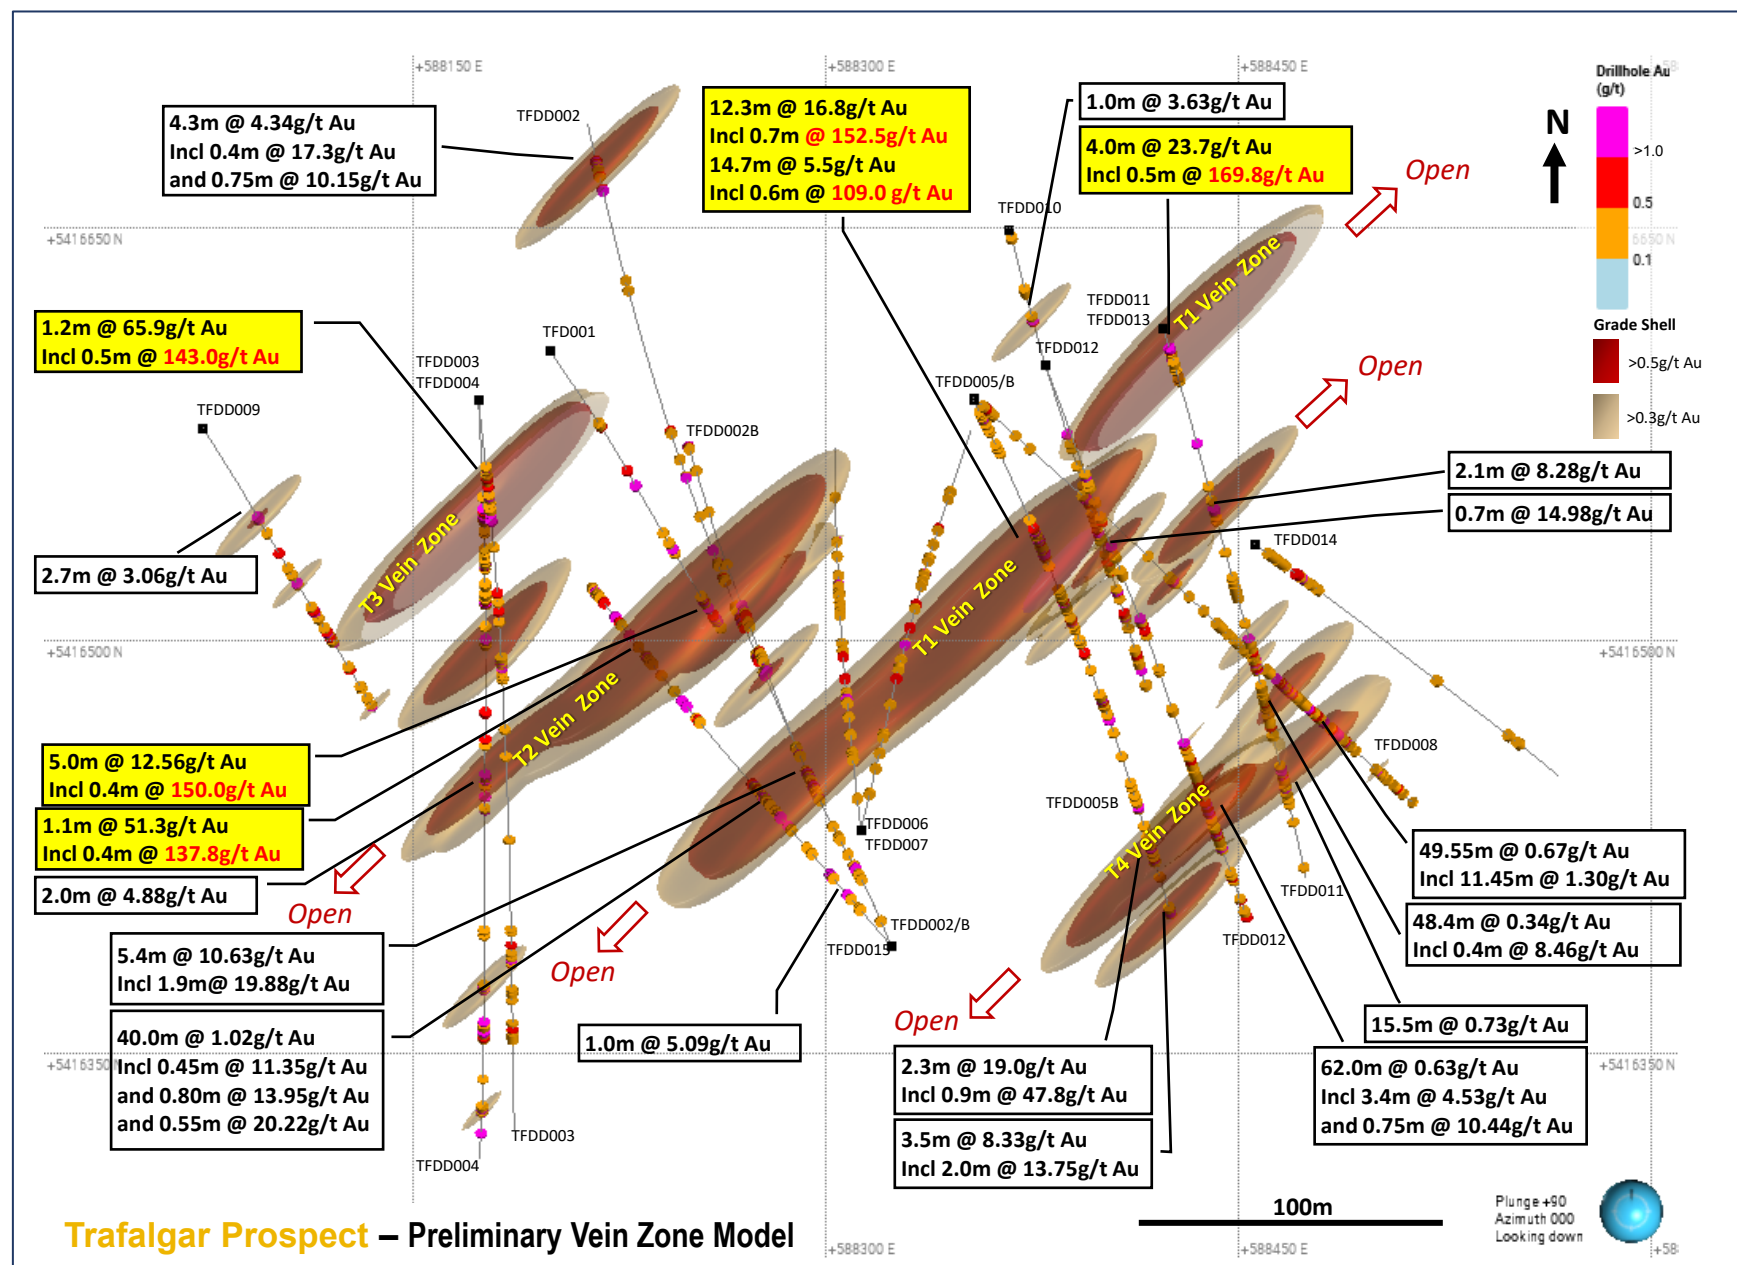 +588150 E
+588300 E
+588450 E
Drillhole Au
(g/t)
>1.0
0.5
0.1
Grade Shell
>0.5g/t Au
>0.3g/t Au
N
4.3m @ 4.34g/t Au
Incl 0.4m @ 17.3g/t Au
and 0.75m @ 10.15g/t Au
TFDD002
12.3m @ 16.8g/t Au
Incl 0.7m @ 152.5g/t Au
14.7m @ 5.5g/t Au
Incl 0.6m @ 109.0 g/t Au
1.0m @ 3.63g/t Au
4.0m @ 23.7g/t Au
Incl 0.5m @ 169.8g/t Au
Open
TFDD010
+5416650 N
5650 N
T1 Vein Zone
TFDD011
TFDD013
TFDD012
1.2m @ 65.9g/t Au
Incl 0.5m @ 143.0g/t Au
TFD001
TFDD003
TFDD004
TFDD005/B
Open
TFDD009
TFDD002B
2.1m @ 8.28g/t Au
0.7m @ 14.98g/t Au
TFDD014
2.7m @ 3.06g/t Au
T3 Vein Zone
T1 Vein Zone
+5416500 N
+5416500 N
T2 Vein Zone
5.0m @ 12.56g/t Au
Incl 0.4m @ 150.0g/t Au
1.1m @ 51.3g/t Au
Incl 0.4m @ 137.8g/t Au
2.0m @ 4.88g/t Au
Open
TFDD008
TFDD005B
T4 Vein Zone
TFDD006
TFDD007
49.55m @ 0.67g/t Au
Incl 11.45m @ 1.30g/t Au
TFDD011
48.4m @ 0.34g/t Au
Incl 0.4m @ 8.46g/t Au
TFDD012
TFDD002/B
TFDD015
5.4m @ 10.63g/t Au
Incl 1.9m@ 19.88g/t Au
Open
Open
15.5m @ 0.73g/t Au
40.0m @ 1.02g/t Au
Incl 0.45m @ 11.35g/t Au
and 0.80m @ 13.95g/t Au
and 0.55m @ 20.22g/t Au
1.0m @ 5.09g/t Au
2.3m @ 19.0g/t Au
Incl 0.9m @ 47.8g/t Au
62.0m @ 0.63g/t Au
Incl 3.4m @ 4.53g/t Au
and 0.75m @ 10.44g/t Au
+5416350 N
+5416350 N
3.5m @ 8.33g/t Au
Incl 2.0m @ 13.75g/t Au
TFDD003
TFDD004
100m
Plunge +90
Azimuth 000
Looking down
Trafalgar Prospect – Preliminary Vein Zone Model
+588300 E
+588450 E
+58